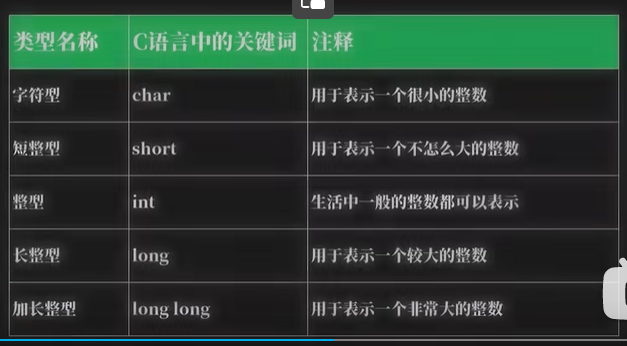 类型名称 C语言中的关键词 注释
字符型 char 用于表示一个很小的整数
短整型 short 用于表示一个不怎么大的整数
整型 int 生活中一般的整数都可以表示
长整型 long 用于表示一个较大的整数
加长整型 long long 用于表示一个非常大的整数